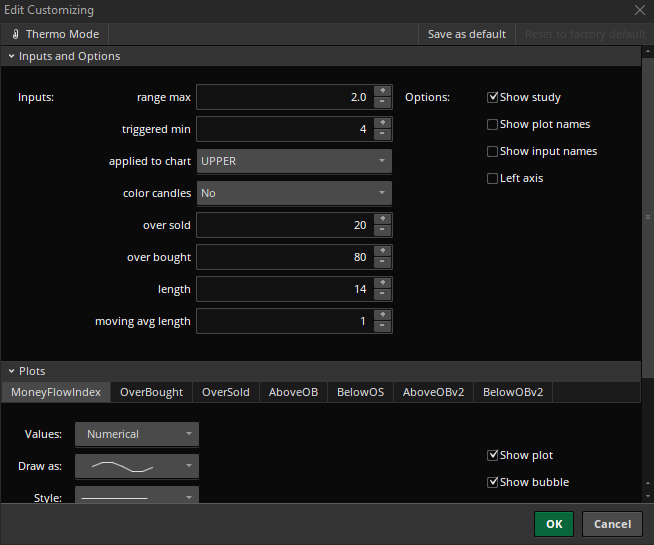 Edit Customizing
Thermo Mode Save as default Reset to factory default
Inputs and Options
Inputs: range max 2.0 Options: Show study
triggered min 4 Show plot names
applied to chart UPPER Show input names
color candles No Left axis
over sold 20
over bought 80
length 14
moving avg length 1
Plots
MoneyFlowIndex OverBought OverSold AboveOB BelowOS AboveOBv2 BelowOBv2
Values: Numerical
Draw as: Show plot
Show bubble
Style:
OK Cancel